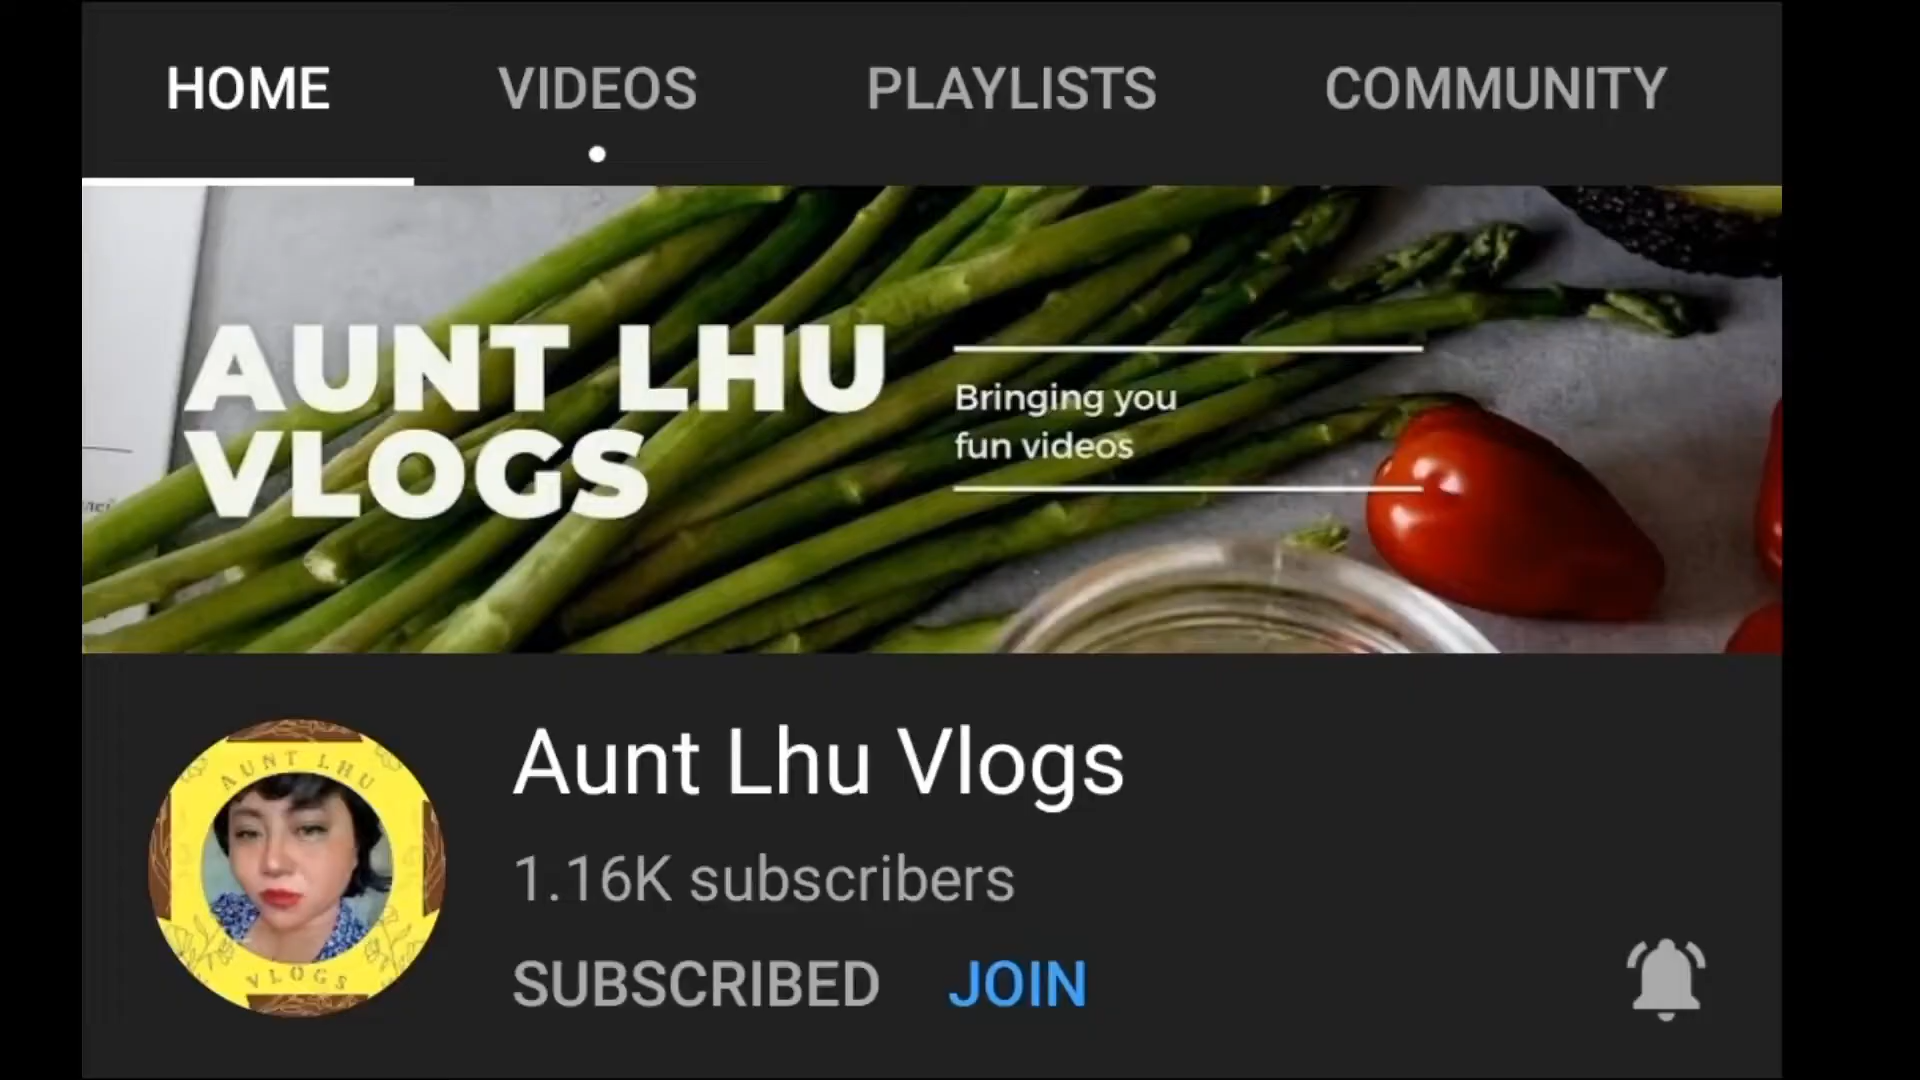 HOME VIDEOS PLAYLISTS COMMUNITY
AUNT LHU
VLOGS
Bringing you
fun videos
AUNT LHU
VLOGS
Aunt Lhu Vlogs
1.16K subscribers
SUBSCRIBED JOIN